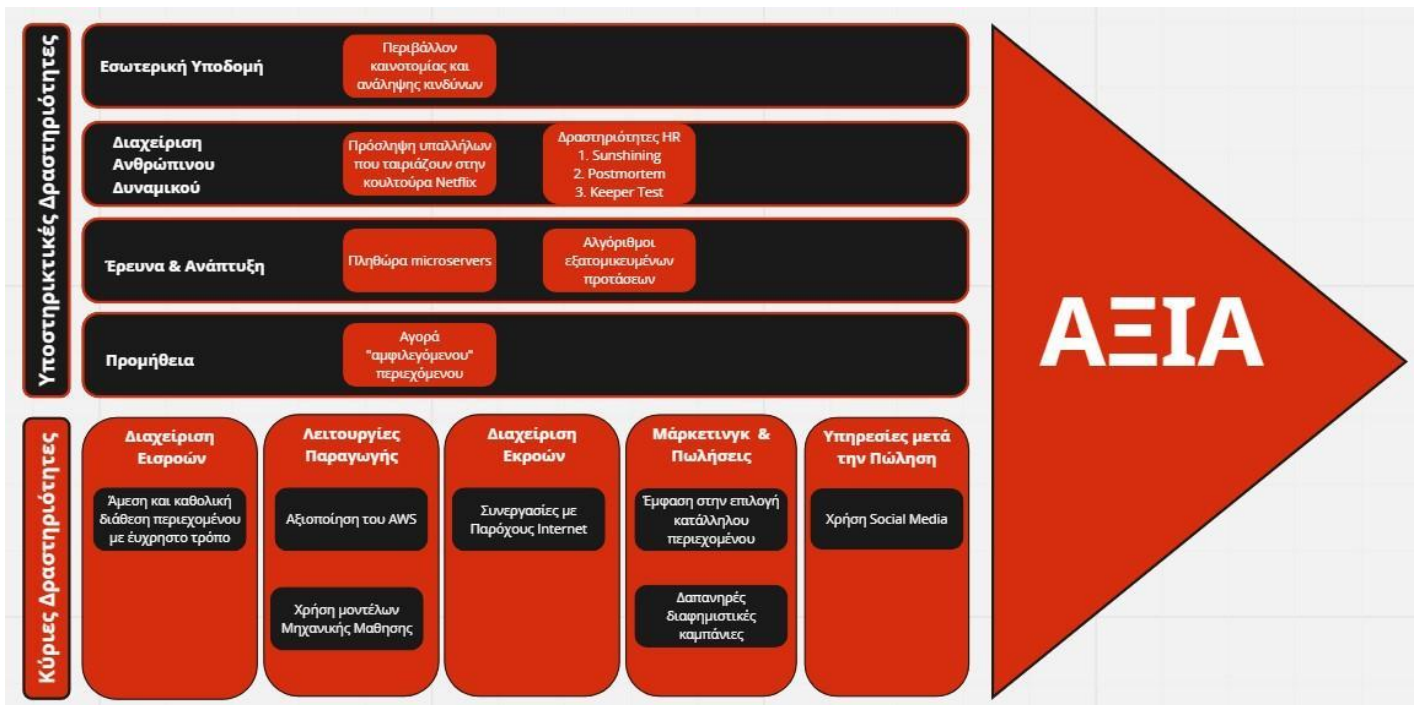 Υποστηρικτικές Δραστηριότητες
Εσωτερική Υποδομή
Περιβάλλον
καινοτομίας και
ανάληψης κινδύνων
Διαχείριση
Ανθρώπινου
Δυναμικού
Πρόσληψη υπαλλήλων
που ταιριάζουν στην
κουλτούρα Netflix
Δραστηριότητες HR
1. Sunshining
2. Postmortem
3. Keeper Test
Έρευνα & Ανάπτυξη
Πληθώρα microservers
Αλγόριθμοι
εξατομικευμένων
προτάσεων
Προμήθεια
Αγορά
"αμφιλεγόμενου"
περιεχόμενου
ΑΞΙΑ
Κύριες Δραστηριότητες
Διαχείριση
Εισροών
Άμεση και καθολική
διάθεση περιεχομένου
με έυχρηστο τρόπο
Λειτουργίες
Παραγωγής
Αξιοποίηση του AWS
Χρήση μοντέλων
Μηχανικής Μαθησης
Διαχείριση
Εκροών
Συνεργασίες με
Παρόχους Internet
Μάρκετινγκ &
Πωλήσεις
Έμφαση στην επιλογή
κατάλληλου
περιεχομένου
Δαπανηρές
διαφημιστικές
καμπάνιες
Υπηρεσίες μετά
την Πώληση
Χρήση Social Media